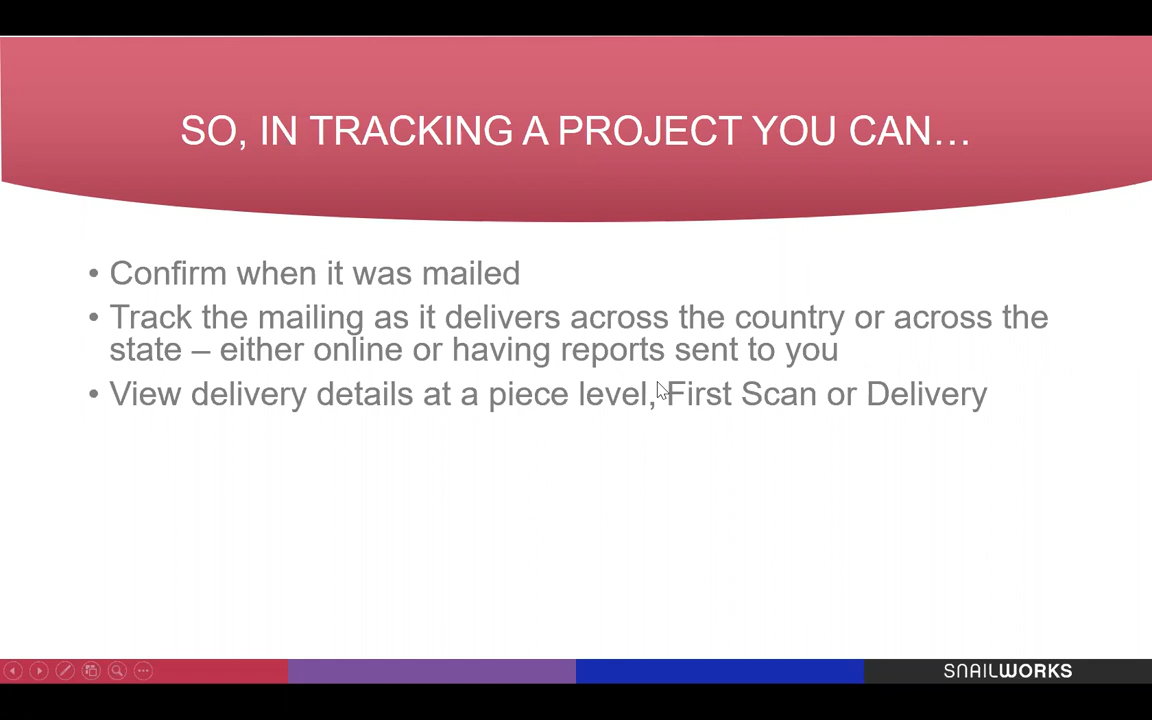 SO, IN TRACKING A PROJECT YOU CAN…
• Confirm when it was mailed
• Track the mailing as it delivers across the country or across the
state – either online or having reports sent to you
• View delivery details at a piece level, First Scan or Delivery
SNAILWORKS